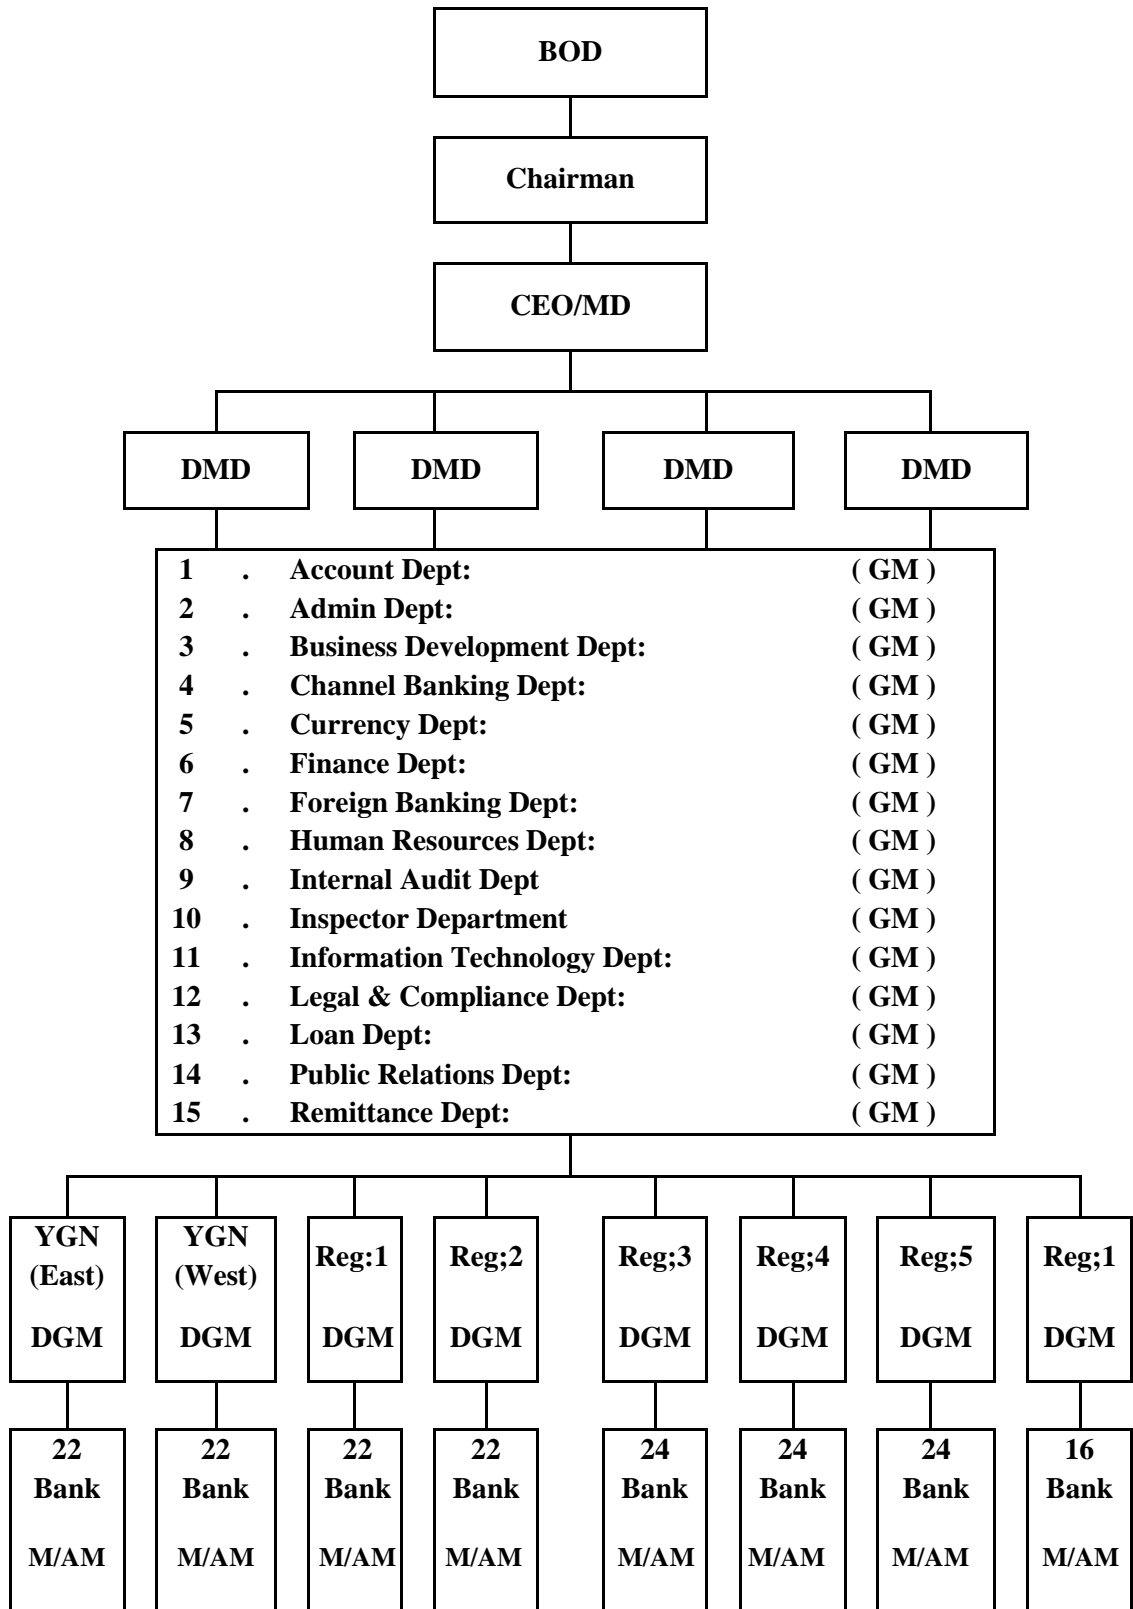 BOD
Chairman
CEO/MD
DMD DMD DMD DMD
1 . Account Dept: ( GM )
2 . Admin Dept: ( GM )
3 . Business Development Dept: ( GM )
4 . Channel Banking Dept: ( GM )
5 . Currency Dept: ( GM )
6 . Finance Dept: ( GM )
7 . Foreign Banking Dept: ( GM )
8 . Human Resources Dept: ( GM )
9 . Internal Audit Dept ( GM )
10 . Inspector Department ( GM )
11 . Information Technology Dept: ( GM )
12 . Legal & Compliance Dept: ( GM )
13 . Loan Dept: ( GM )
14 . Public Relations Dept: ( GM )
15 . Remittance Dept: ( GM )
YGN
(East)
DGM
YGN
(West)
DGM
Reg:1
DGM
Reg;2
DGM
Reg;3
DGM
Reg;4
DGM
Reg;5
DGM
Reg;1
DGM
22
Bank
M/AM
22
Bank
M/AM
22
Bank
M/AM
22
Bank
M/AM
24
Bank
M/AM
24
Bank
M/AM
24
Bank
M/AM
16
Bank
M/AM